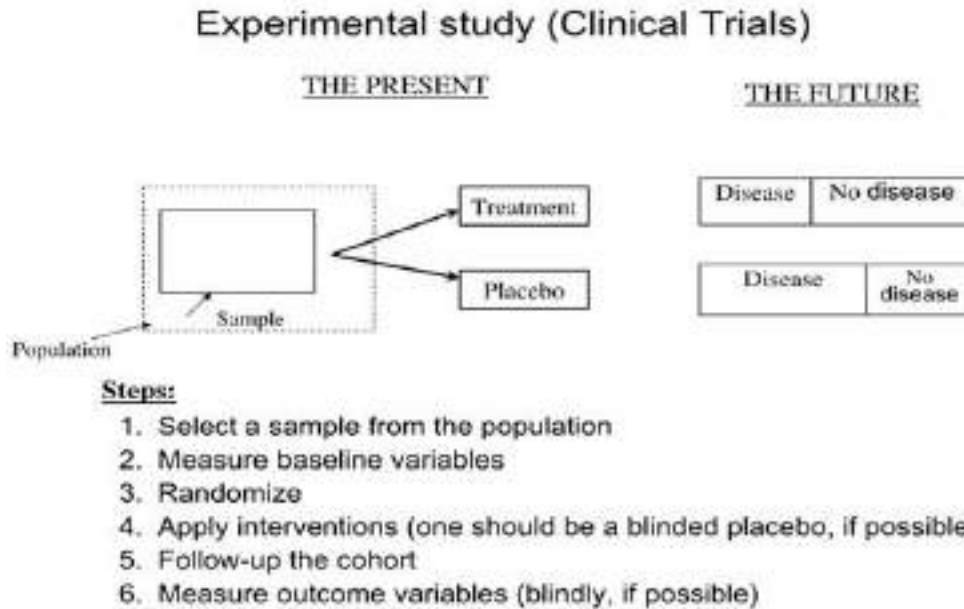 Experimental study (Clinical Trials)
THE PRESENT
THE FUTURE
Treatment
Disease
No disease
Placebo
Disease
No
disease
Sample
Population
Steps:
1. Select a sample from the population
2. Measure baseline variables
3. Randomize
4. Apply interventions (one should be a blinded placebo, if possible
5. Follow-up the cohort
6. Measure outcome variables (blindly, if possible)